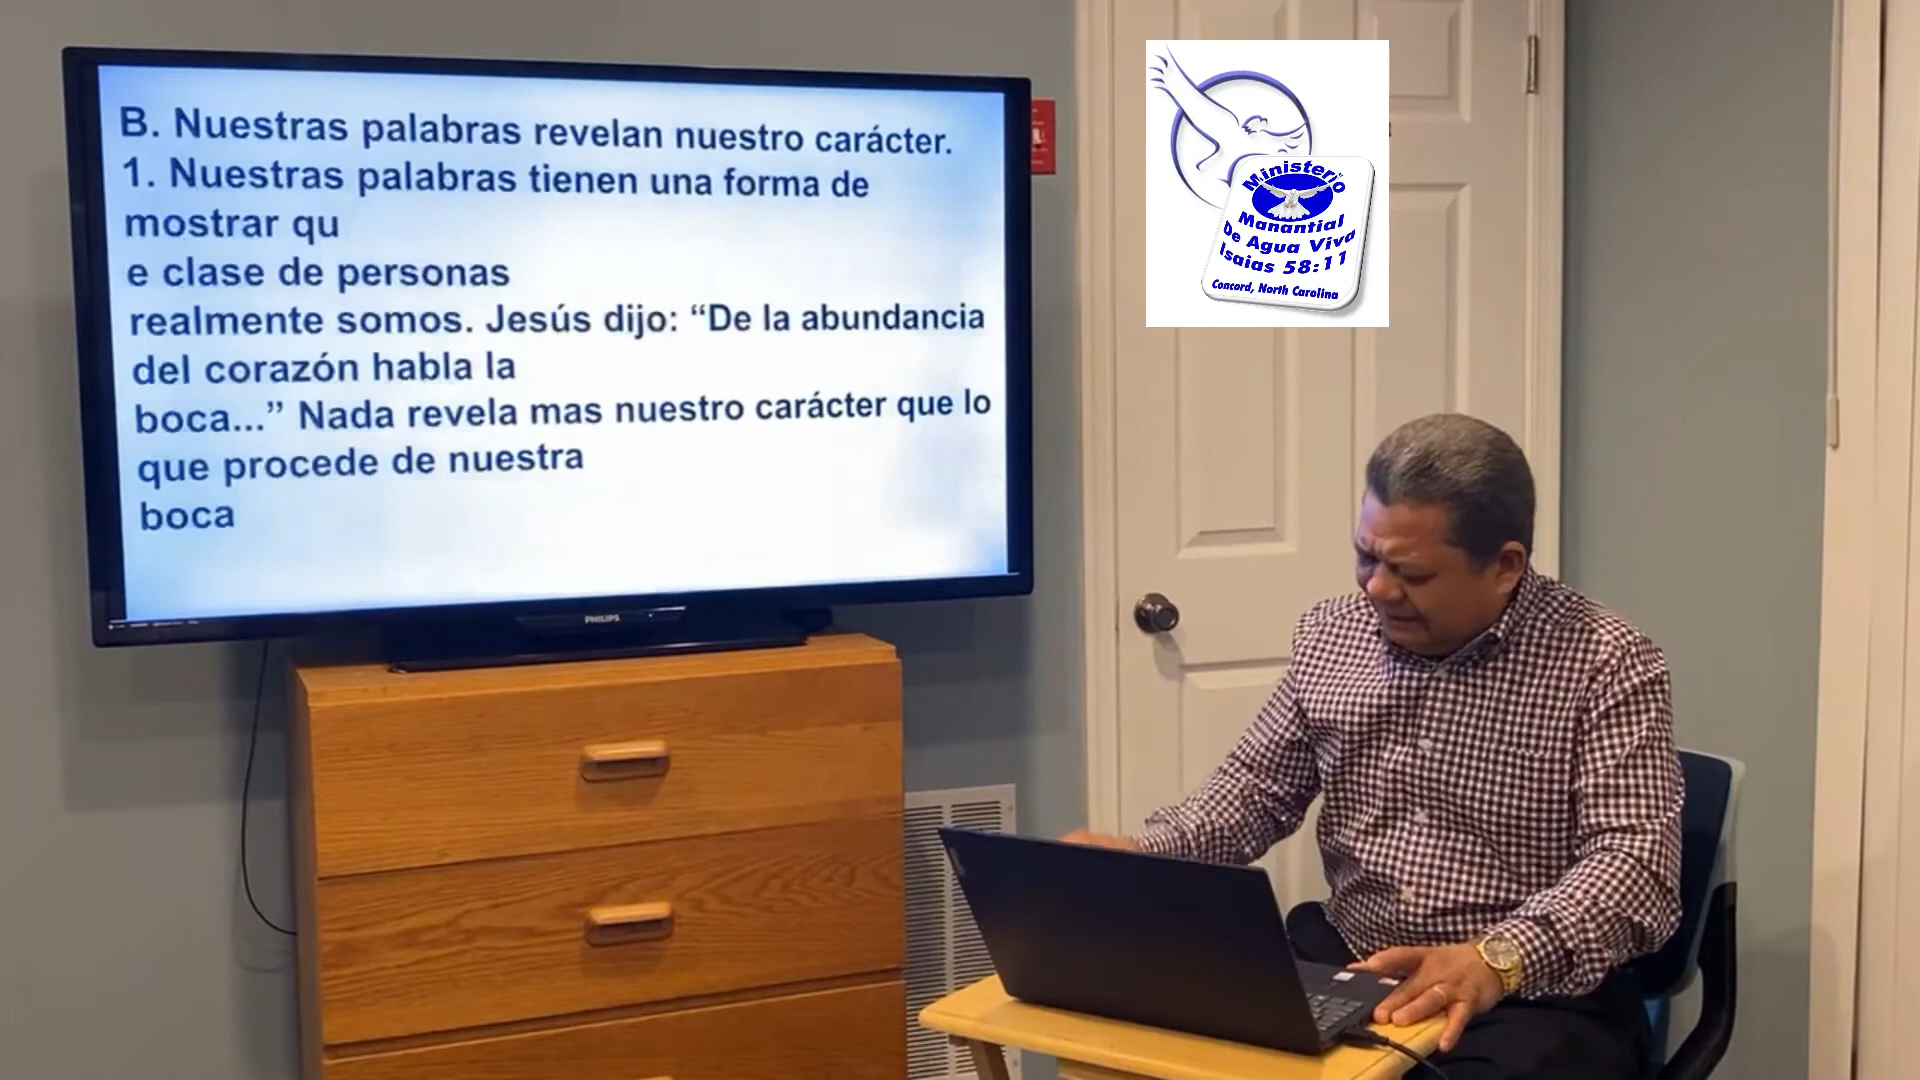 B. Nuestras palabras revelan nuestro carácter.
1. Nuestras palabras tienen una forma de
mostrar qu
e clase de personas
realmente somos. Jesús dijo: “De la abundancia
del corazón habla la
boca...” Nada revela mas nuestro carácter que lo
que procede de nuestra
boca
PHILIPS
Ministerio
Manantial
De Agua Viva
Isaias 58:11
Concord, North Carolina